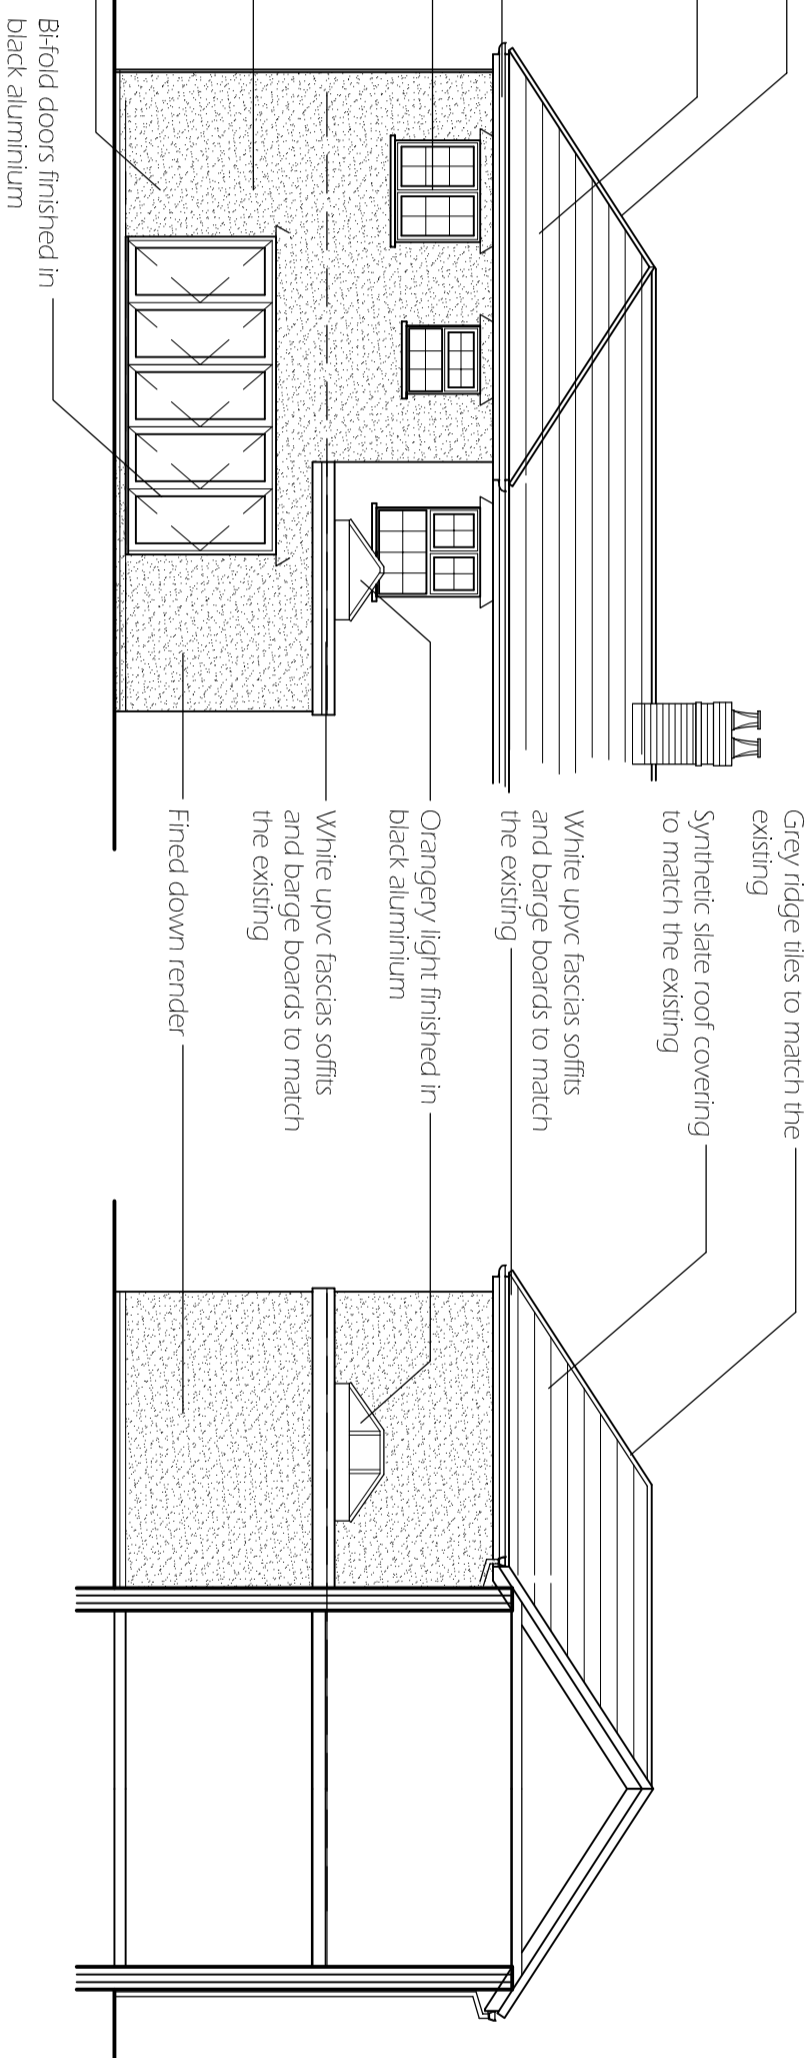 Grey ridge tiles to match the
existing
Synthetic slate roof covering
to match the existing
White upvc fascias soffits
and barge boards to match
the existing
Orangery light finished in
black aluminium
White upvc fascias soffits
and barge boards to match
the existing
Fined down render
Bi-fold doors finished in
black aluminium